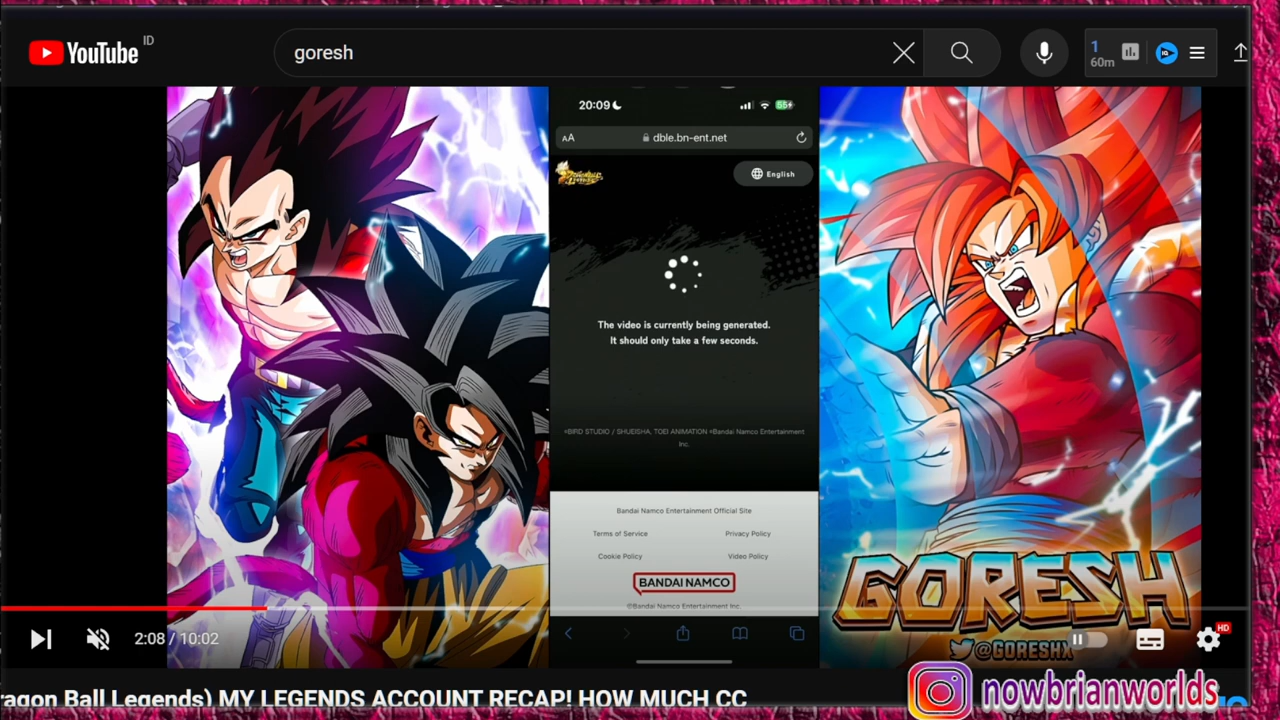 YouTube ID
goresh
1
60m
20:09
55
AA
dble.bn-ent.net
English
The video is currently being generated.
It should only take a few seconds.
©BIRD STUDIO / SHUEISHA, TOEI ANIMATION ©Bandai Namco Entertainment
Inc.
Bandai Namco Entertainment Official Site
Terms of Service
Privacy Policy
Cookie Policy
Video Policy
BANDAI NAMCO
©Bandai Namco Entertainment Inc.
GORESH
@GORESHX
2:08 / 10:02
HD
ragon Ball Legends) MY LEGENDS ACCOUNT RECAP! HOW MUCH CC
nowbrianworlds